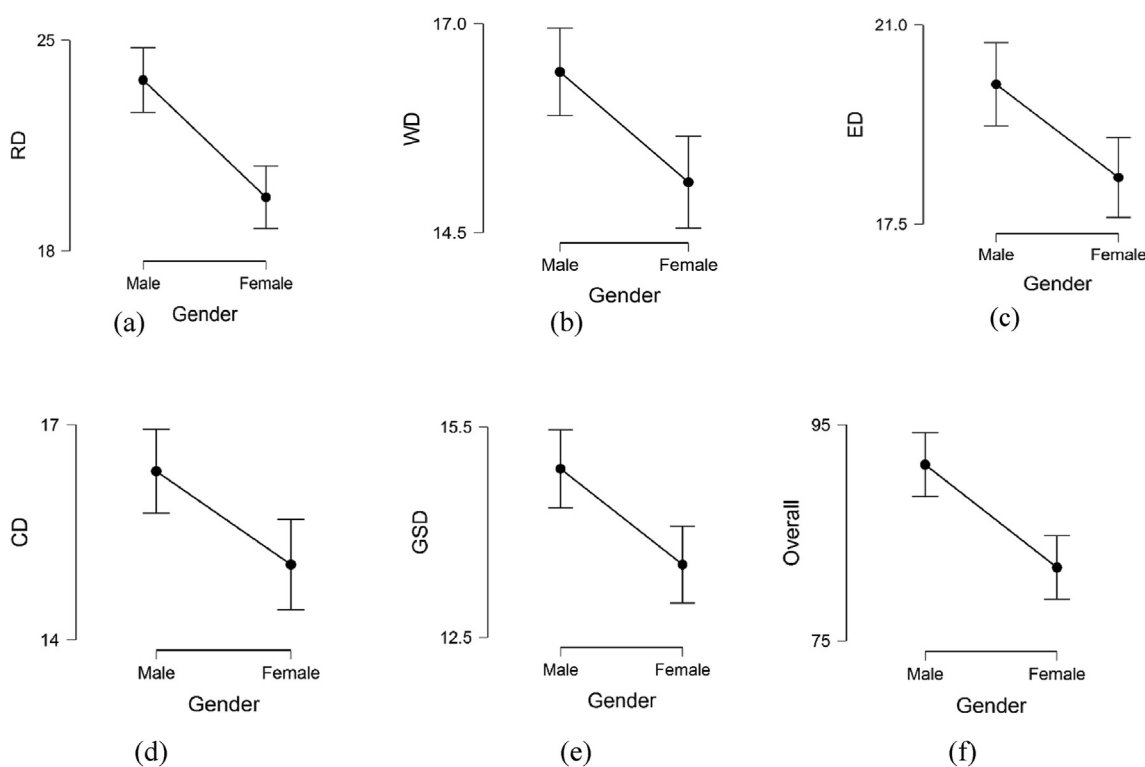 25
RD
18
Male Female
Gender
(a)
17.0
WD
14.5
Male Female
Gender
(b)
21.0
ED
17.5
Male Female
Gender
(c)
17
CD
14
Male Female
Gender
(d)
15.5
GSD
12.5
Male Female
Gender
(e)
95
Overall
75
Male Female
Gender
(f)